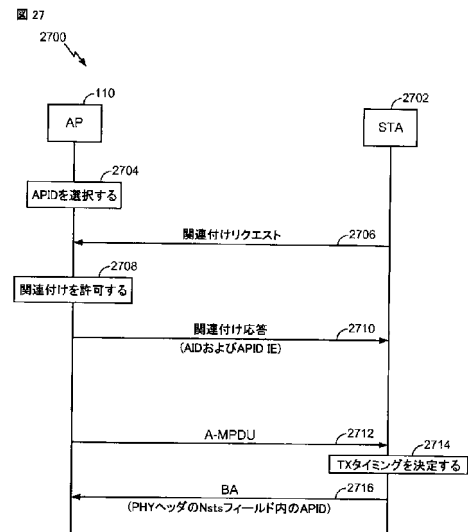 図 27
2700
110
AP
2702
STA
2704
APIDを選択する
関連付けリクエスト
2706
2708
関連付けを許可する
関連付け応答
2710
(AIDおよびAPID IE)
A-MPDU
2712
2714
TXタイミングを決定する
BA
2716
(PHYヘッダのNstsフィールド内のAPID)